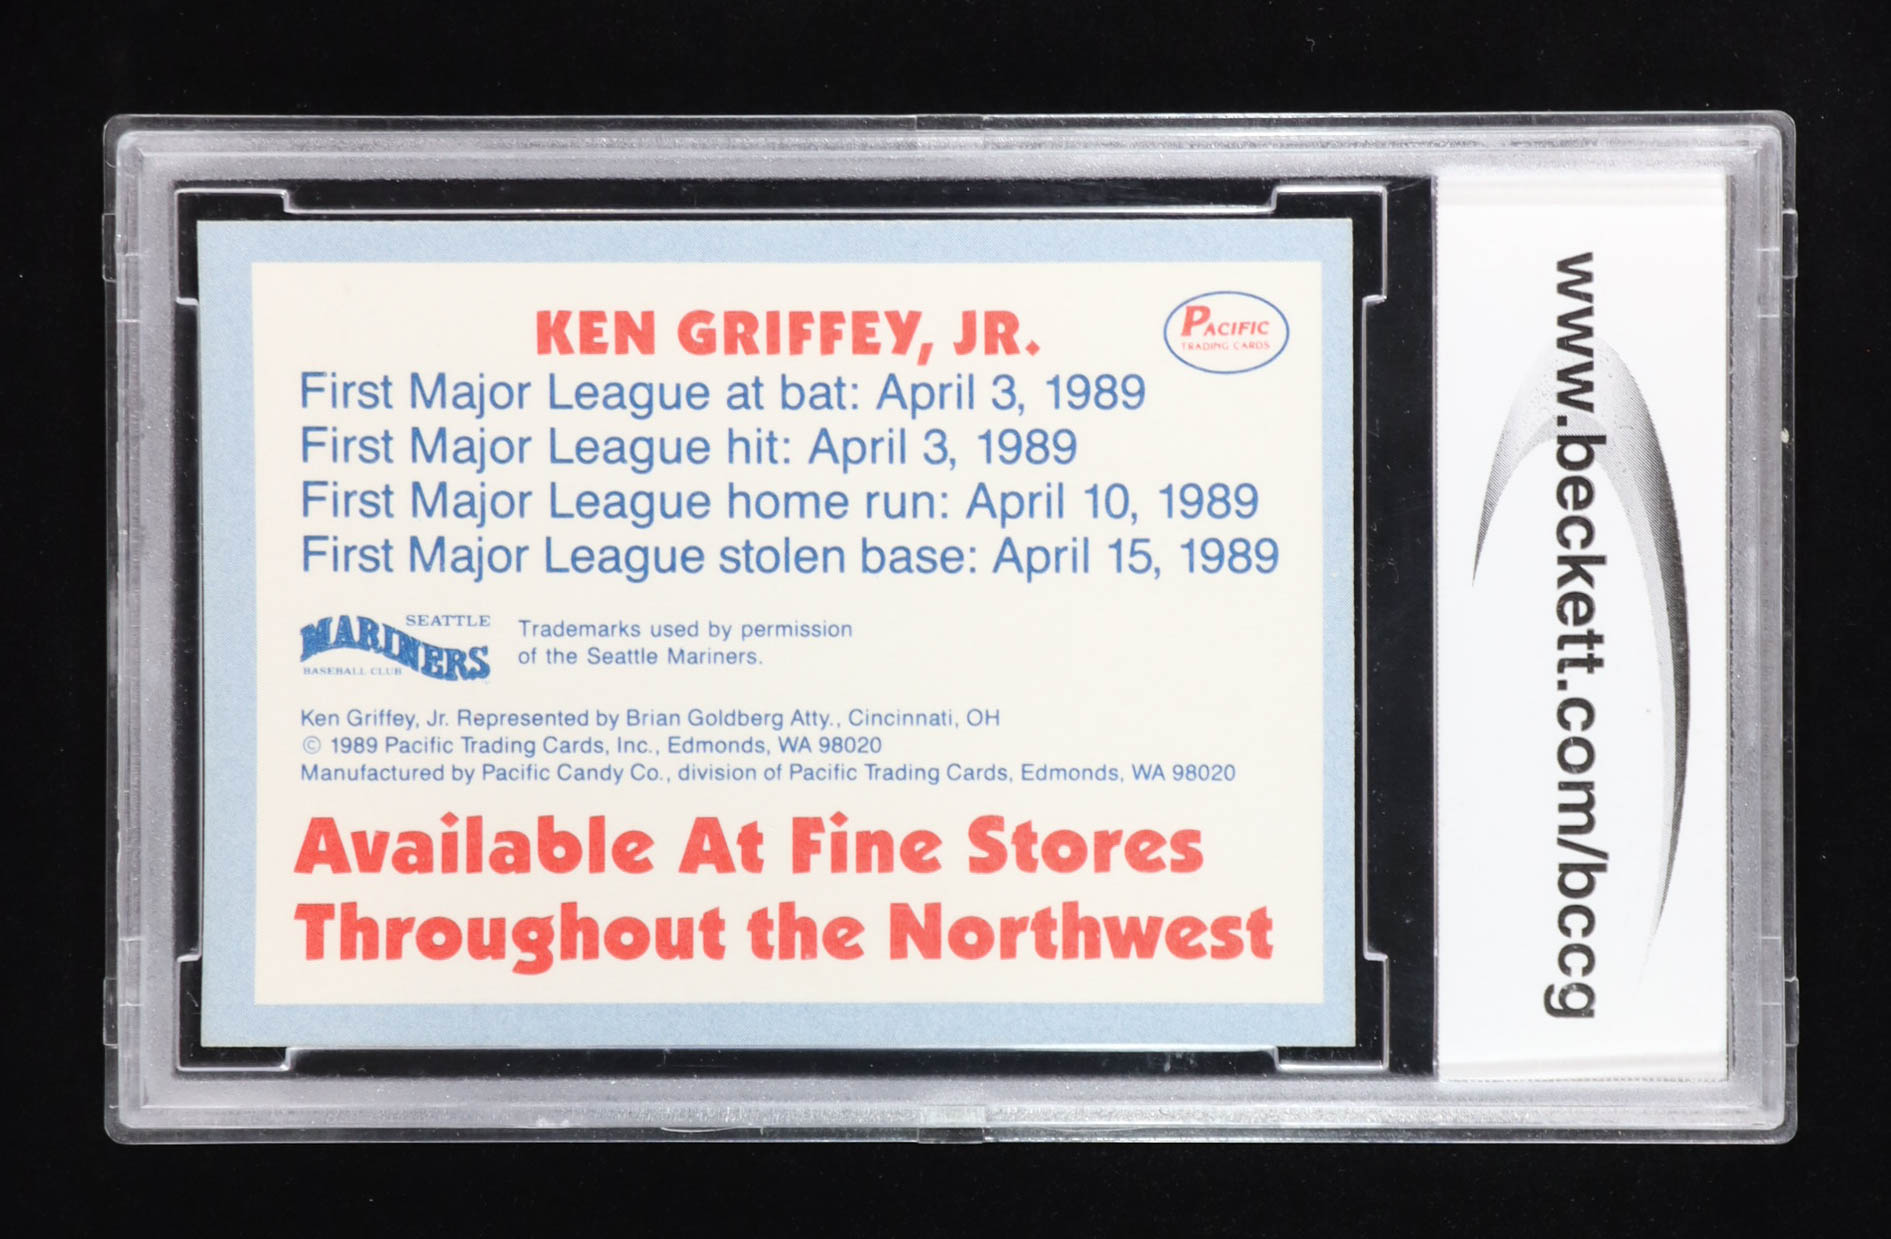 KEN GRIFFEY, JR.
PACIFIC
TRADING CARDS
First Major League at bat: April 3, 1989
First Major League hit: April 3, 1989
First Major League home run: April 10, 1989
First Major League stolen base: April 15, 1989
SEATTLE
MARINERS
BASEBALL CLUB
Trademarks used by permission
of the Seattle Mariners.
Ken Griffey, Jr. Represented by Brian Goldberg Atty., Cincinnati, OH
© 1989 Pacific Trading Cards, Inc., Edmonds, WA 98020
Manufactured by Pacific Candy Co., division of Pacific Trading Cards, Edmonds, WA 98020
Available At Fine Stores
Throughout the Northwest
www.beckett.com/bccg